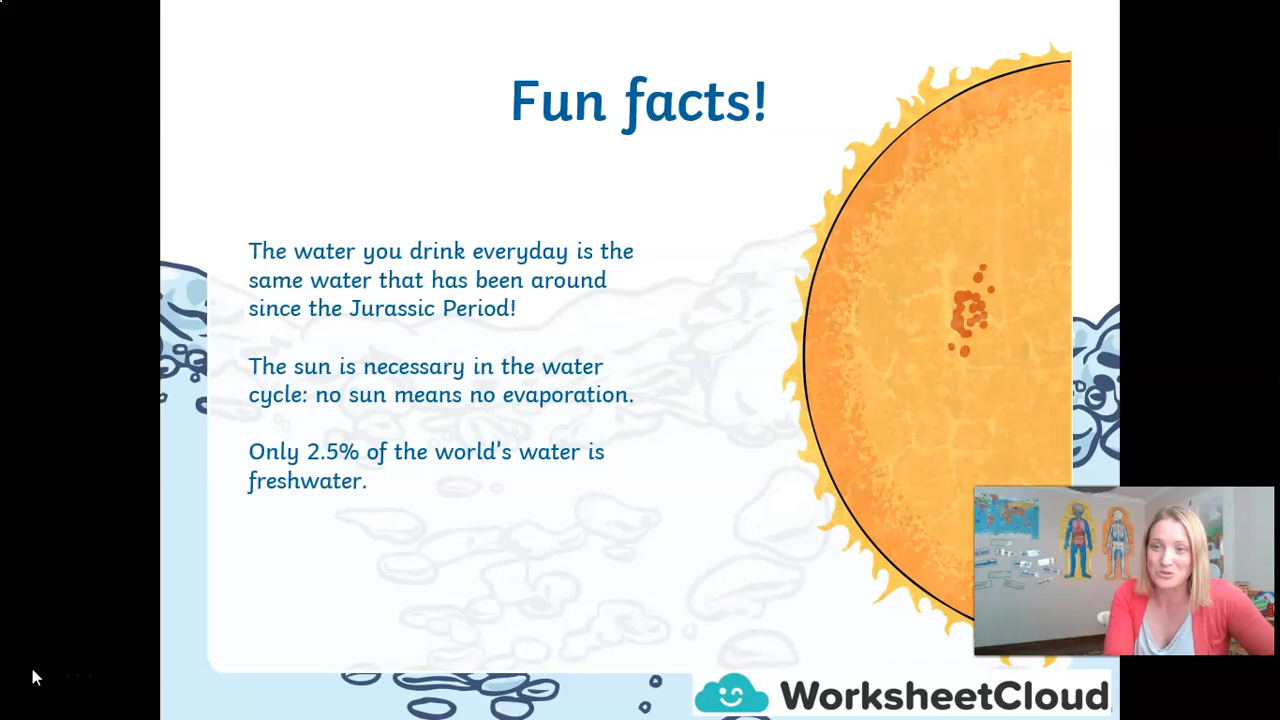 Fun facts!
The water you drink everyday is the
same water that has been around
since the Jurassic Period!
The sun is necessary in the water
cycle: no sun means no evaporation.
Only 2.5% of the world's water is
freshwater.
WorksheetCloud